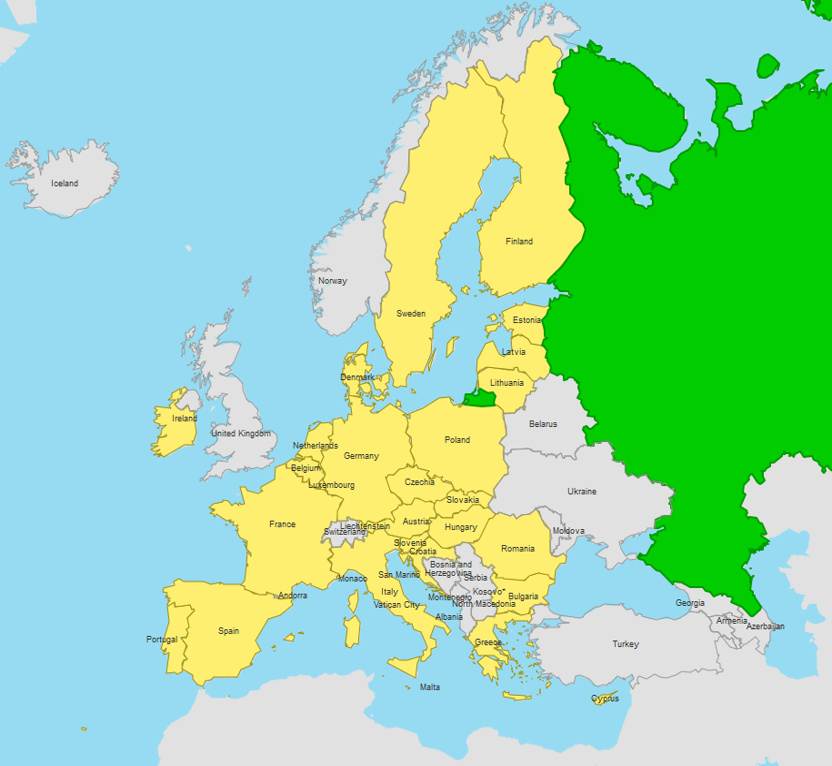 Iceland
Norway
Finland
Sweden
Estonia
Latvia
Denmark
Lithuania
Ireland
United Kingdom
Belarus
Netherlands
Poland
Germany
Belgium
Czechia
Luxembourg
Slovakia
Ukraine
France
Austria
Liechtenstein
Switzerland
Hungary
Moldova
Slovenia
Croatia
Romania
Bosnia and
Herzegovina
San Marino
Monaco
Serbia
Italy
Kosovo*
Andorra
Montenegro
Bulgaria
Vatican City
North Macedonia
Georgia
Albania
Armenia
Azerbaijan
Spain
Portugal
Greece
Turkey
Malta
Cyprus